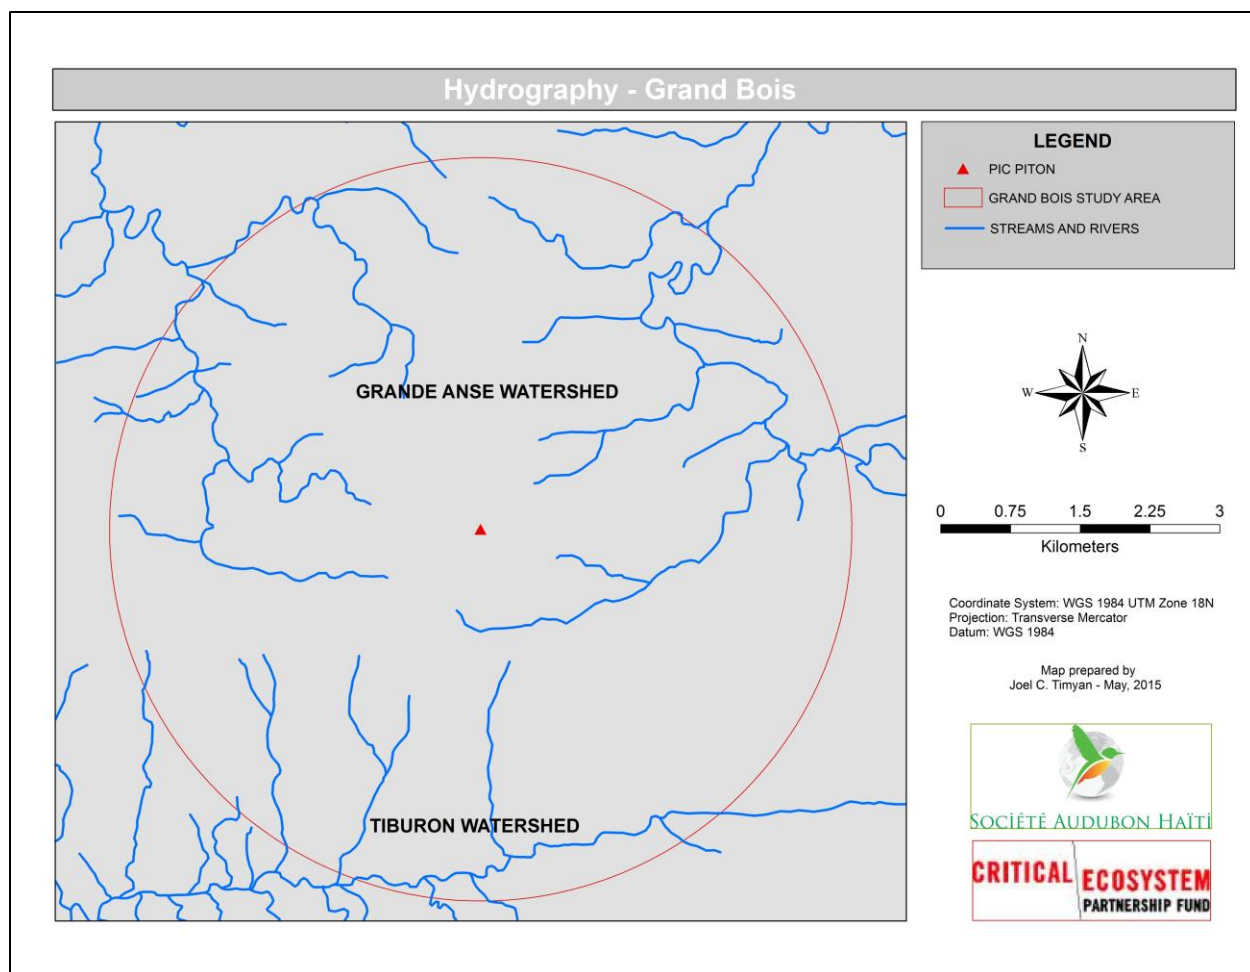 Hydrography - Grand Bois
GRANDE ANSE WATERSHED
TIBURON WATERSHED
LEGEND
PIC PITON
GRAND BOIS STUDY AREA
STREAMS AND RIVERS
N
W E
S
0 0.75 1.5 2.25 3
Kilometers
Coordinate System: WGS 1984 UTM Zone 18N
Projection: Transverse Mercator
Datum: WGS 1984
Map prepared by
Joel C. Timyan - May, 2015
SOCIÉTÉ AUDUBON HAÏTI
CRITICAL ECOSYSTEM
PARTNERSHIP FUND